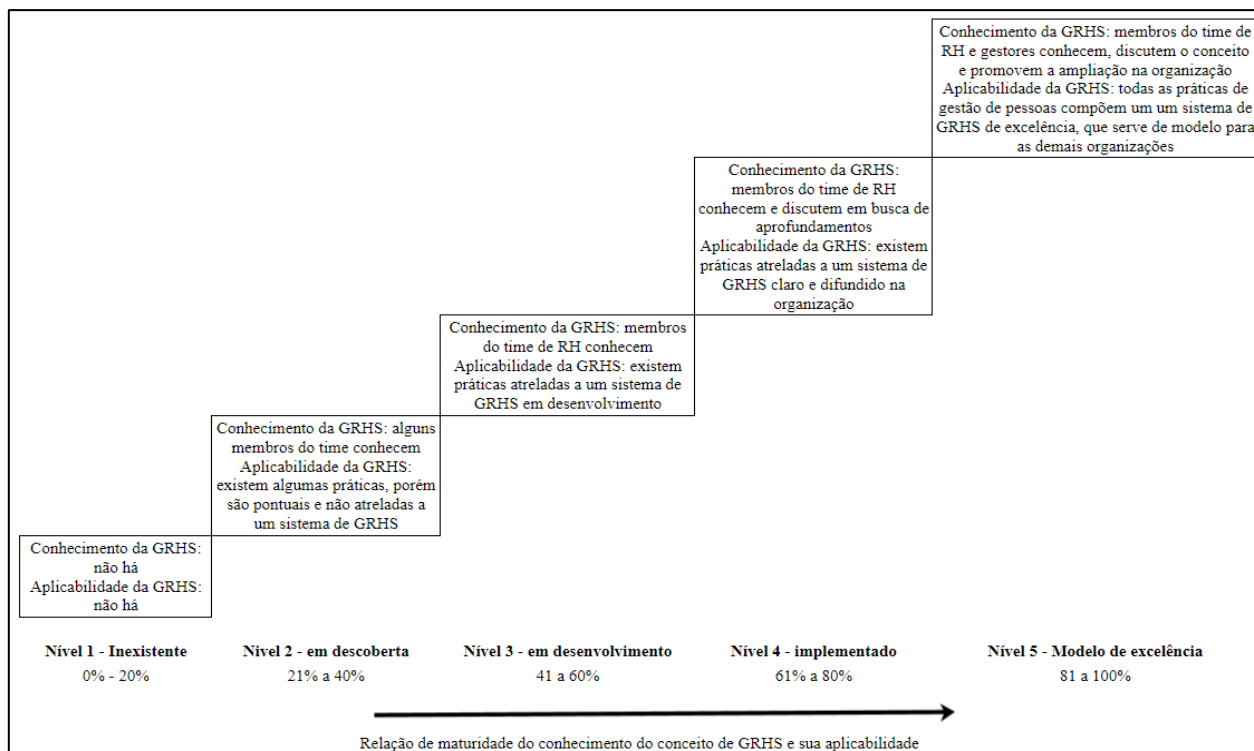 Conhecimento da GRHS: membros do time de
RH e gestores conhecem, discutem o conceito
e promovem a ampliação na organização
Aplicabilidade da GRHS: todas as práticas de
gestão de pessoas compõem um um sistema de
GRHS de excelência, que serve de modelo para
as demais organizações
Conhecimento da GRHS:
membros do time de RH
conhecem e discutem em busca de
aprofundamentos
Aplicabilidade da GRHS: existem
práticas atreladas a um sistema de
GRHS claro e difundido na
organização
Conhecimento da GRHS: membros
do time de RH conhecem
Aplicabilidade da GRHS: existem
práticas atreladas a um sistema de
GRHS em desenvolvimento
Conhecimento da GRHS: alguns
membros do time conhecem
Aplicabilidade da GRHS:
existem algumas práticas, porém
são pontuais e não atreladas a
um sistema de GRHS
Conhecimento da GRHS:
não há
Aplicabilidade da GRHS:
não há
Nível 1 - Inexistente
0% - 20%
Nivel 2 - em descoberta
21% a 40%
Nível 3 - em desenvolvimento
41 a 60%
Nível 4 - implementado
61% a 80%
Nível 5 - Modelo de excelência
81 a 100%
Relação de maturidade do conhecimento do conceito de GRHS e sua aplicabilidade